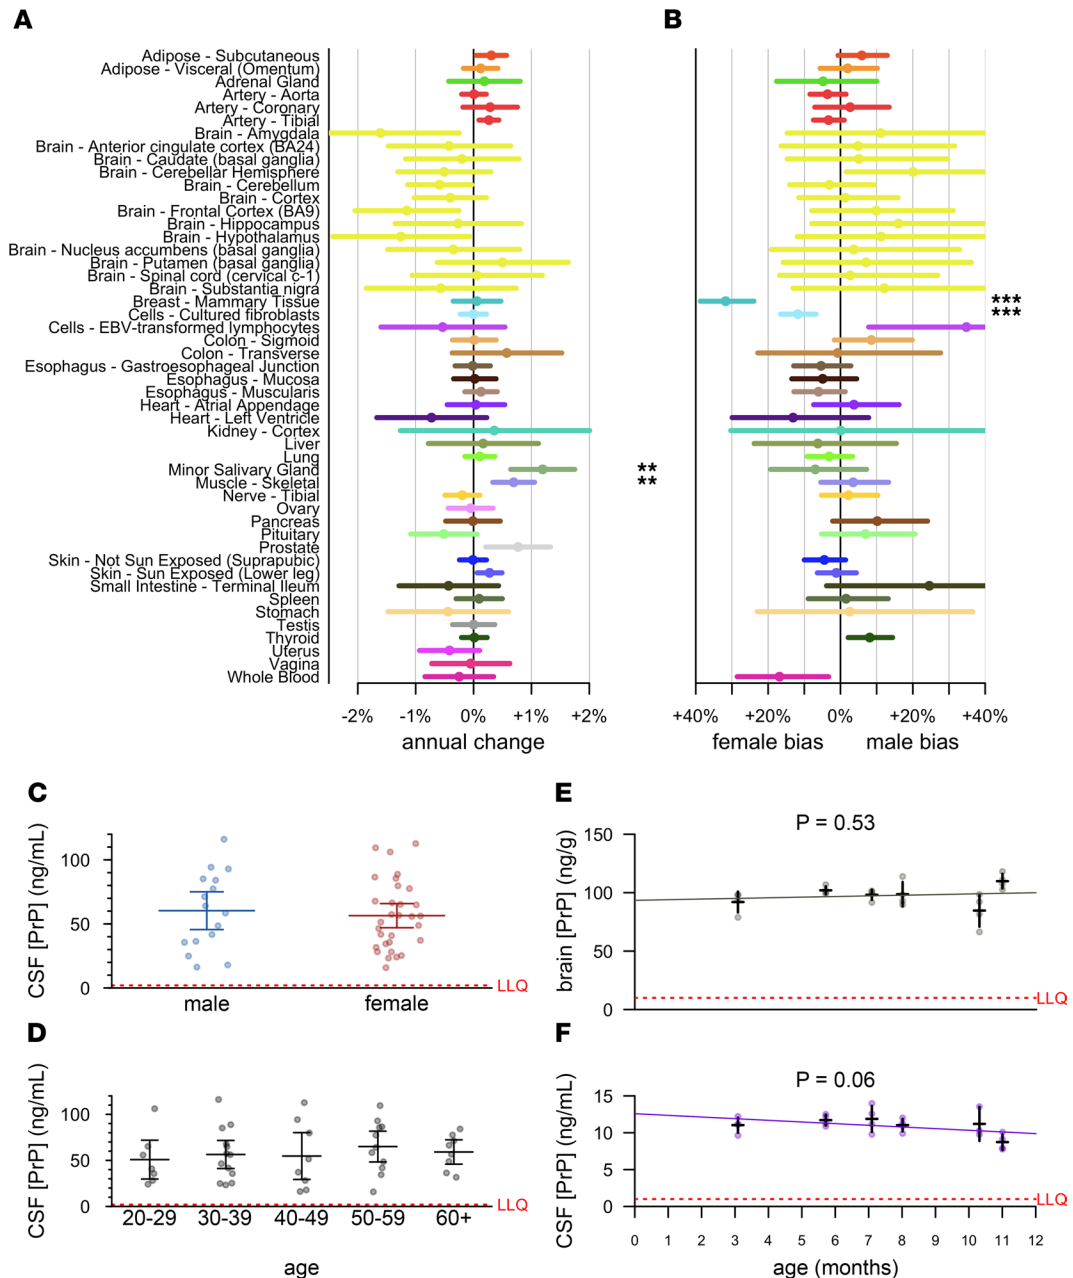 A
B
Adipose - Subcutaneous
Adipose - Visceral (Omentum)
Adrenal Gland
Artery - Aorta
Artery - Coronary
Artery - Tibial
Brain - Amygdala
Brain - Anterior cingulate cortex (BA24)
Brain - Caudate (basal ganglia)
Brain - Cerebellar Hemisphere
Brain - Cerebellum
Brain - Cortex
Brain - Frontal Cortex (BA9)
Brain - Hippocampus
Brain - Hypothalamus
Brain - Nucleus accumbens (basal ganglia)
Brain - Putamen (basal ganglia)
Brain - Spinal cord (cervical c-1)
Brain - Substantia nigra
Breast - Mammary Tissue ***
Cells - Cultured fibroblasts ***
Cells - EBV-transformed lymphocytes
Colon - Sigmoid
Colon - Transverse
Esophagus - Gastroesophageal Junction
Esophagus - Mucosa
Esophagus - Muscularis
Heart - Atrial Appendage
Heart - Left Ventricle
Kidney - Cortex
Liver
Lung
Minor Salivary Gland **
Muscle - Skeletal **
Nerve - Tibial
Ovary
Pancreas
Pituitary
Prostate
Skin - Not Sun Exposed (Suprapubic)
Skin - Sun Exposed (Lower leg)
Small Intestine - Terminal Ileum
Spleen
Stomach
Testis
Thyroid
Uterus
Vagina
Whole Blood
-2% -1% 0% +1% +2%
annual change
+40% +20% 0% +20% +40%
female bias male bias
C
CSF [PrP] (ng/mL)
100
50
0
LLQ
male female
D
CSF [PrP] (ng/mL)
100
50
0
LLQ
20-29 30-39 40-49 50-59 60+
age
E
P = 0.53
brain [PrP] (ng/g)
150
100
50
0
LLQ
F
P = 0.06
CSF [PrP] (ng/mL)
15
10
5
0
LLQ
0 1 2 3 4 5 6 7 8 9 10 11 12
age (months)